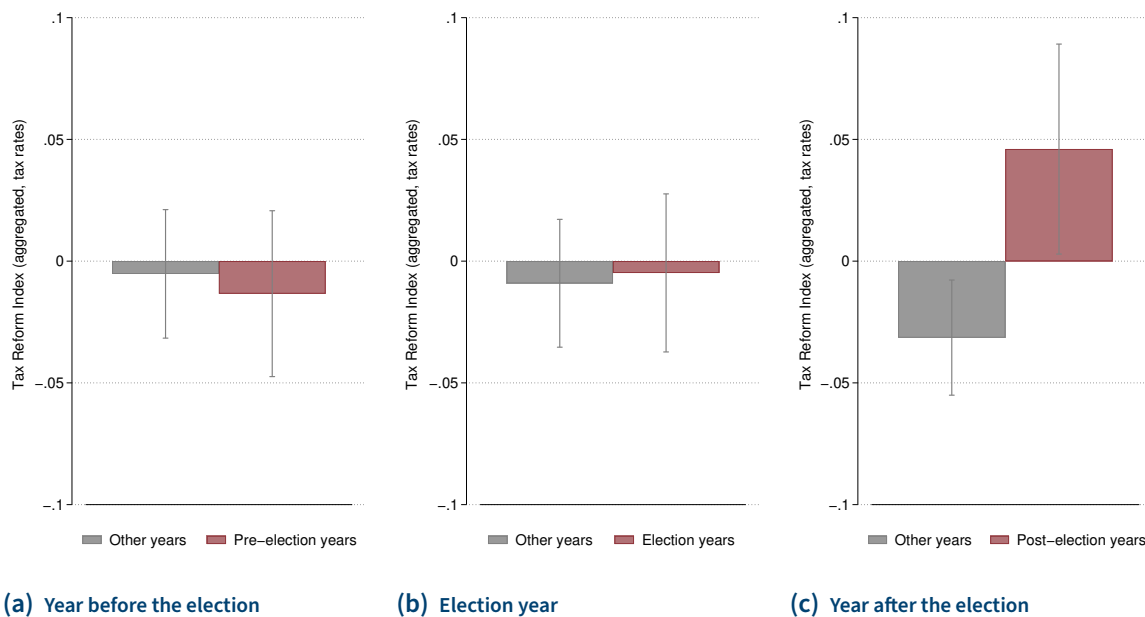 Tax Reform Index (aggregated, tax rates)
.1
.05
0
−.05
−.1
Other years
Pre−election years
(a) Year before the election
Tax Reform Index (aggregated, tax rates)
.1
.05
0
−.05
−.1
Other years
Election years
(b) Election year
Tax Reform Index (aggregated, tax rates)
.1
.05
0
−.05
−.1
Other years
Post−election years
(c) Year after the election